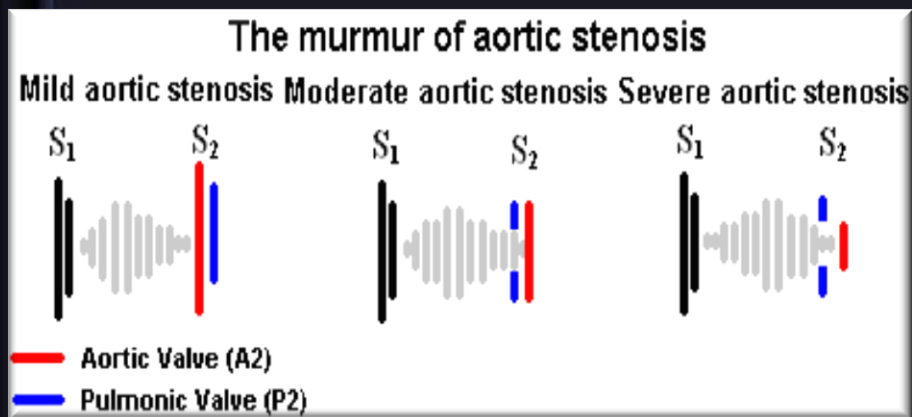 The murmur of aortic stenosis
Mild aortic stenosis Moderate aortic stenosis Severe aortic stenosis
S₁ S₂ S₁ S₂ S₁ S₂
Aortic Valve (A2)
Pulmonic Valve (P2)